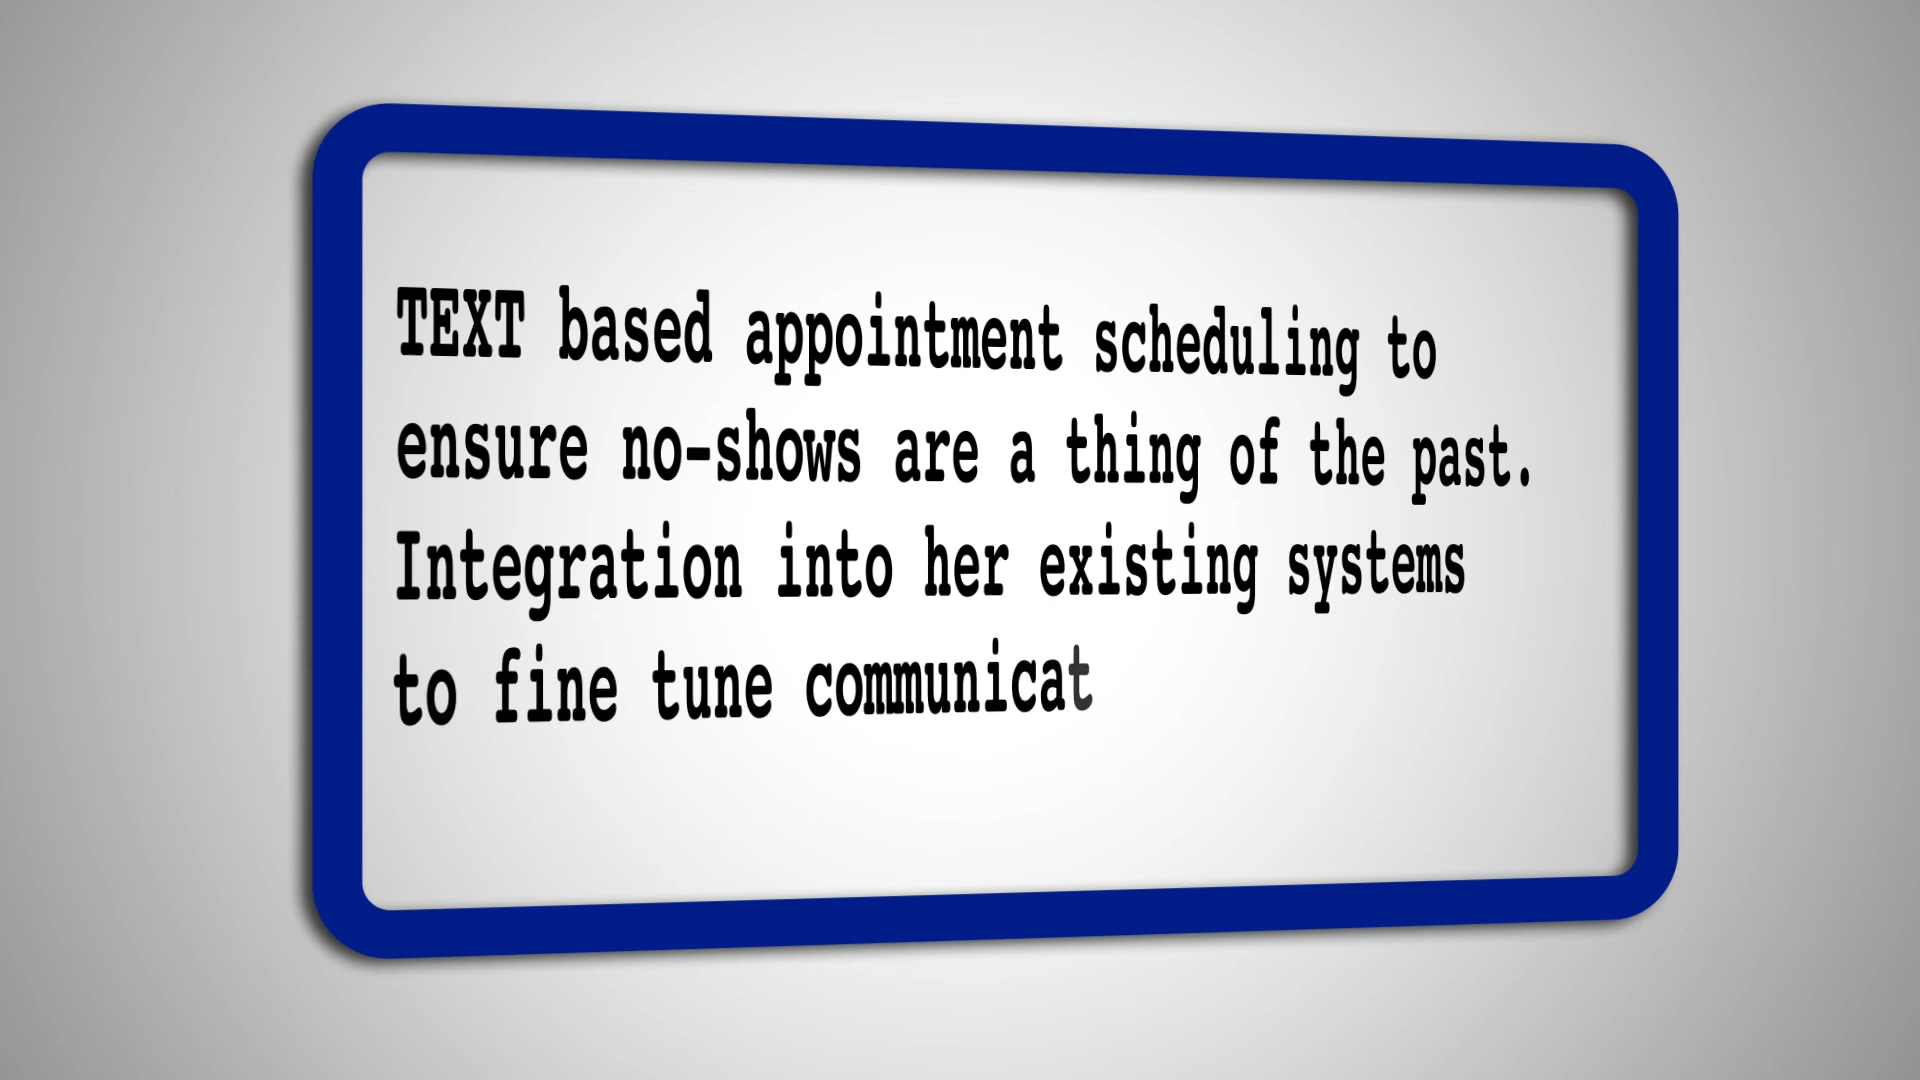 TEXT based appointment scheduling to
ensure no-shows are a thing of the past.
Integration into her existing systems
to fine tune communicat